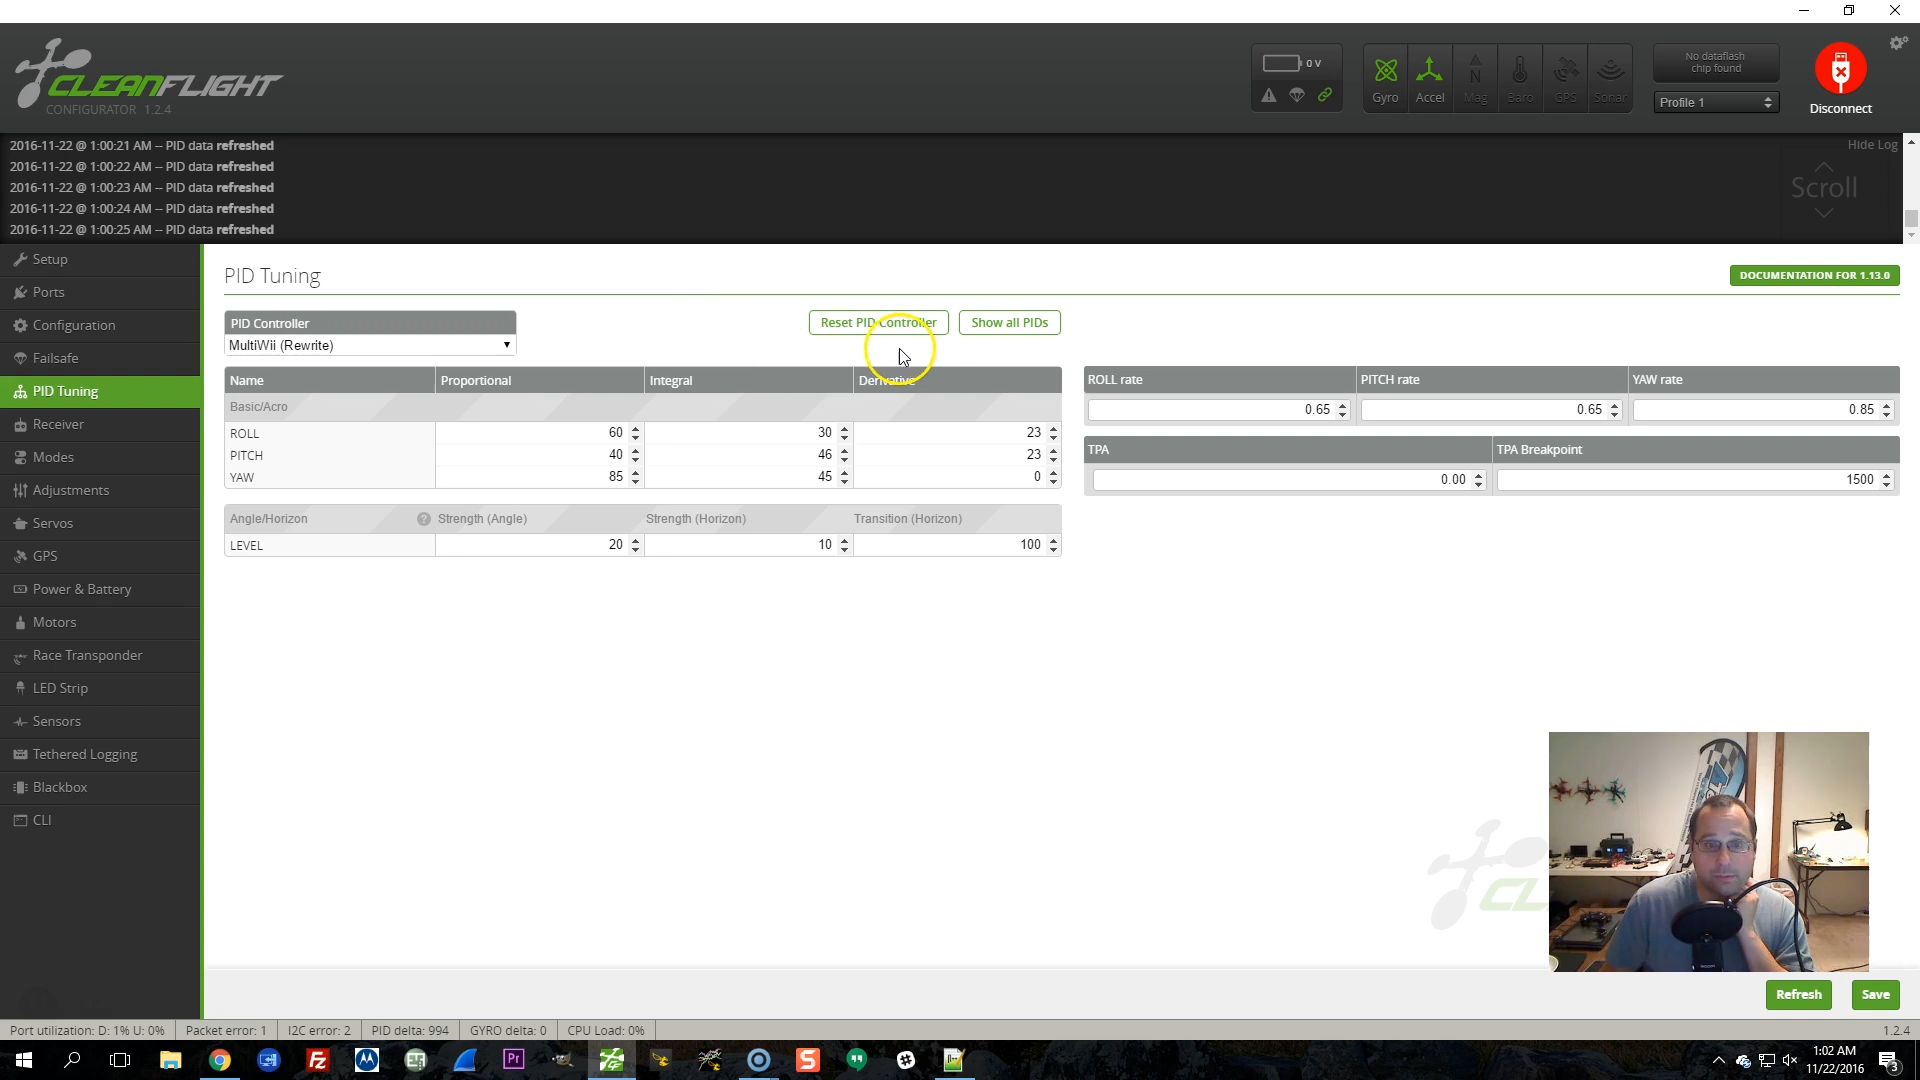 CLEANFLIGHT
CONFIGURATOR 1.2.4
0 V
Gyro
Accel
Mag
Baro
GPS
Sonar
No dataflash
chip found
Profile 1
Disconnect
2016-11-22 @ 1:00:21 AM -- PID data refreshed
2016-11-22 @ 1:00:22 AM -- PID data refreshed
2016-11-22 @ 1:00:23 AM -- PID data refreshed
2016-11-22 @ 1:00:24 AM -- PID data refreshed
2016-11-22 @ 1:00:25 AM -- PID data refreshed
Hide Log
Scroll
Setup
Ports
Configuration
Failsafe
PID Tuning
Receiver
Modes
Adjustments
Servos
GPS
Power & Battery
Motors
Race Transponder
LED Strip
Sensors
Tethered Logging
Blackbox
CLI
PID Tuning
DOCUMENTATION FOR 1.13.0
PID Controller
MultiWii (Rewrite)
Reset PID Controller
Show all PIDs
Name Proportional Integral Derivative
Basic/Acro
ROLL 60 30 23
PITCH 40 46 23
YAW 85 45 0
Angle/Horizon ? Strength (Angle) Strength (Horizon) Transition (Horizon)
LEVEL 20 10 100
ROLL rate PITCH rate YAW rate
0.65 0.65 0.85
TPA TPA Breakpoint
0.00 1500
CL
Refresh
Save
Port utilization: D: 1% U: 0% Packet error: 1 I2C error: 2 PID delta: 994 GYRO delta: 0 CPU Load: 0% 1.2.4
Pr
S
1:02 AM
11/22/2016
3